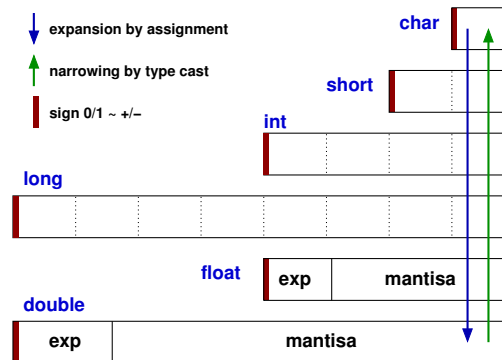 expansion by assignment
narrowing by type cast
sign 0/1 ~ +/−
char
short
int
long
float
exp
mantisa
double
exp
mantisa